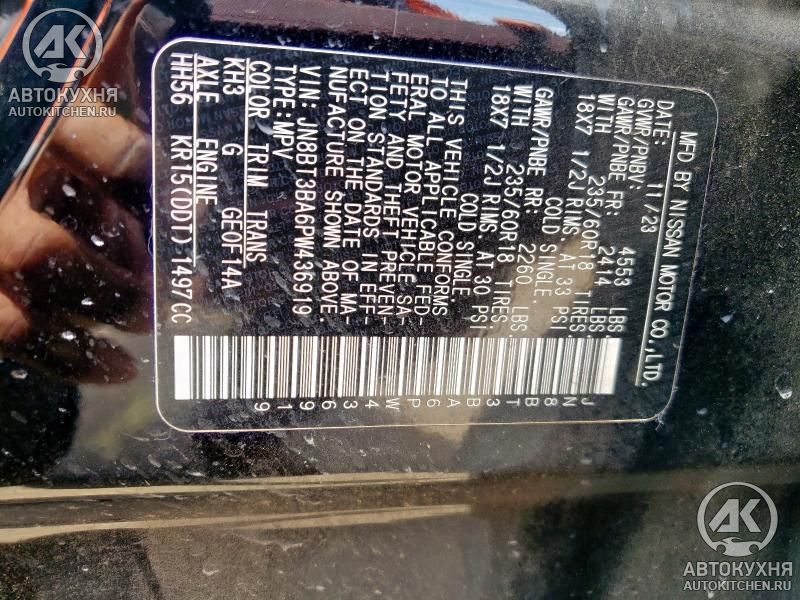 MFD BY NISSAN MOTOR CO.,LTD.
DATE: 11/23
GVWR/PNBV: 4553 LBS.
GAWR/PNBE FR: 2414 LBS.
WITH 235/60R18 TIRES
18X7 1/2J RIMS AT 33 PSI
COLD SINGLE
GAWR/PNBE RR: 2260 LBS.
WITH 235/60R18 TIRES
18X7 1/2J RIMS AT 30 PSI
COLD SINGLE
THIS VEHICLE CONFORMS
TO ALL APPLICABLE FED-
ERAL MOTOR VEHICLE SA-
FETY AND THEFT PREVEN-
TION STANDARDS IN EFF-
ECT ON THE DATE OF MA-
NUFACTURE SHOWN ABOVE
VIN: JN8BT3BA6PW436919
TYPE: MPV
COLOR TRIM TRANS
KH3 G GE0F14A
AXLE ENGINE
HH56 KR15(DDT) 1497CC
JN8BT3BA6PW436919
АК
АВТОКУХНЯ
AUTOKITCHEN.RU
АК
АВТОКУХНЯ
AUTOKITCHEN.RU